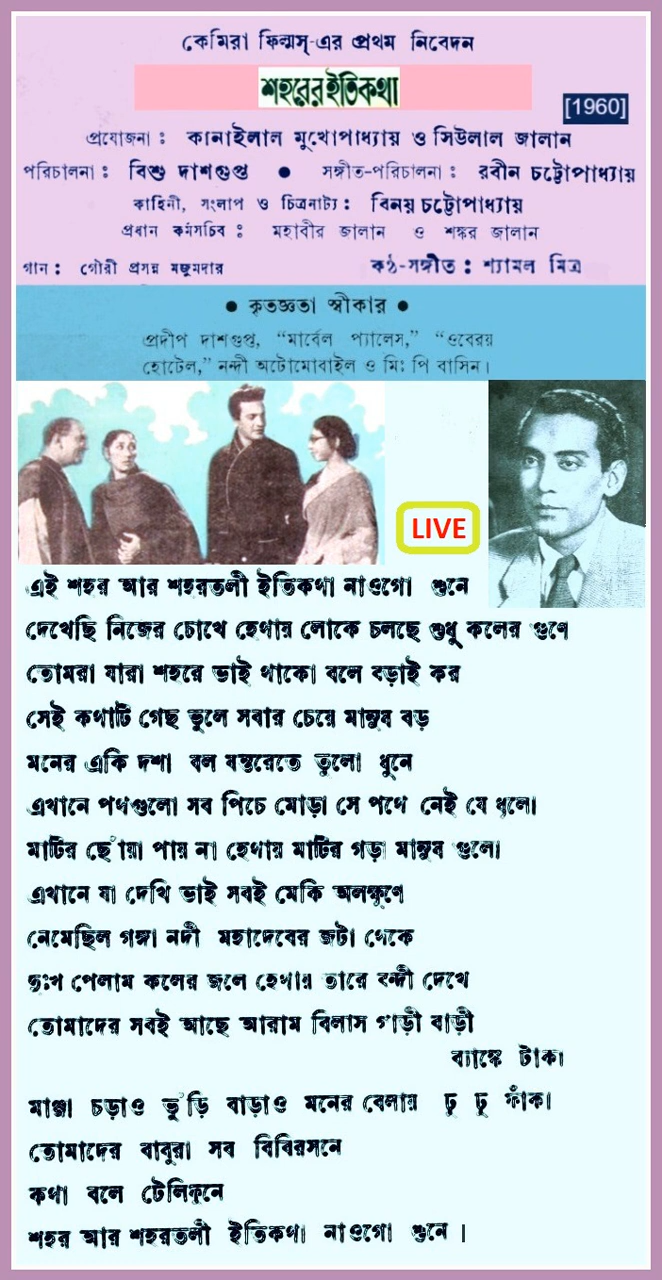 কেমিরা ফিল্মস্-এর প্রথম নিবেদন
শহরের ইতিকথা
[1960]
প্রযোজনা : কানাইলাল মুখোপাধ্যায় ও সিউলাল জালান
পরিচালনা : বিশু দাশগুপ্ত ● সঙ্গীত-পরিচালনা : রবীন চট্টোপাধ্যায়
কাহিনী, সংলাপ ও চিত্রনাট্য : বিনয় চট্টোপাধ্যায়
প্রধান কর্মসচিব : মহাবীর জালান ও শঙ্কর জালান
গান : গৌরী প্রসন্ন মজুমদার কণ্ঠ-সঙ্গীত : শ্যামল মিত্র
● কৃতজ্ঞতা স্বীকার ●
প্রদীপ দাশগুপ্ত, “মার্বেল প্যালেস,” “ওবেরয়
হোটেল,” নন্দী অটোমোবাইল ও মিঃ পি বাসিন।
LIVE
এই শহর আর শহরতলী ইতিকথা নাওগো শুনে
দেখেছি নিজের চোখে হেথায় লোকে চলছে শুধু কলের গুণে
তোমরা যারা শহরে ভাই থাকো বলে বড়াই কর
সেই কথাটি গেছ ভুলে সবার চেয়ে মানুষ বড়
মনের একি দশা বল যন্তরেতে তুলো ধুনে
এখানে পথগুলো সব পিচে মোড়া সে পথে নেই যে ধূলো
মাটির ছোঁয়া পায় না হেথায় মাটির গড়া মানুষ গুলো
এখানে যা দেখি ভাই সবই মেকি অলক্ষুণে
নেমেছিল গঙ্গা নদী মহাদেবের জটা থেকে
দুঃখ পেলাম কলের জলে হেথায় তারে বন্দী দেখে
তোমাদের সবই আছে আরাম বিলাস গাড়ী বাড়ী
ব্যাঙ্কে টাকা
মাঞ্জা চড়াও ভুঁড়ি বাড়াও মনের বেলায় ঢু ঢু ফাঁকা
তোমাদের বাবুরা সব বিবিরসনে
কথা বলে টেলিফুনে
শহর আর শহরতলী ইতিকথা নাওগো শুনে।